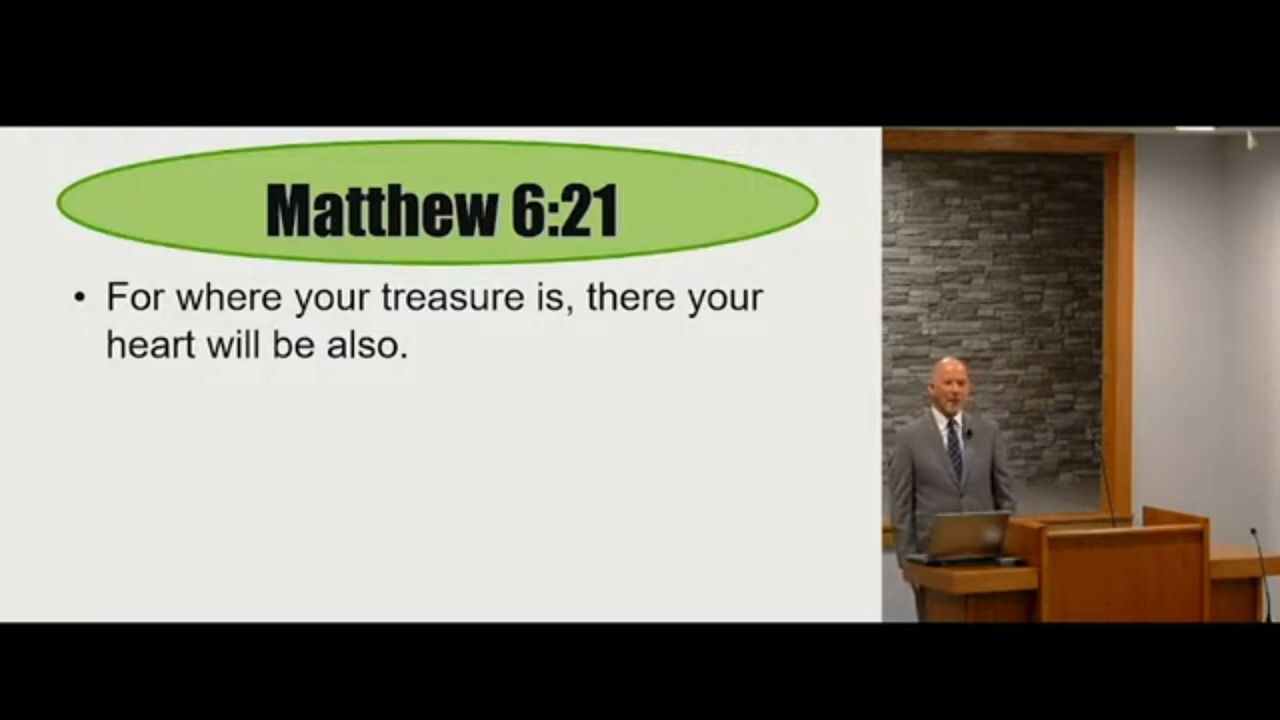 Matthew 6:21
• For where your treasure is, there your
heart will be also.